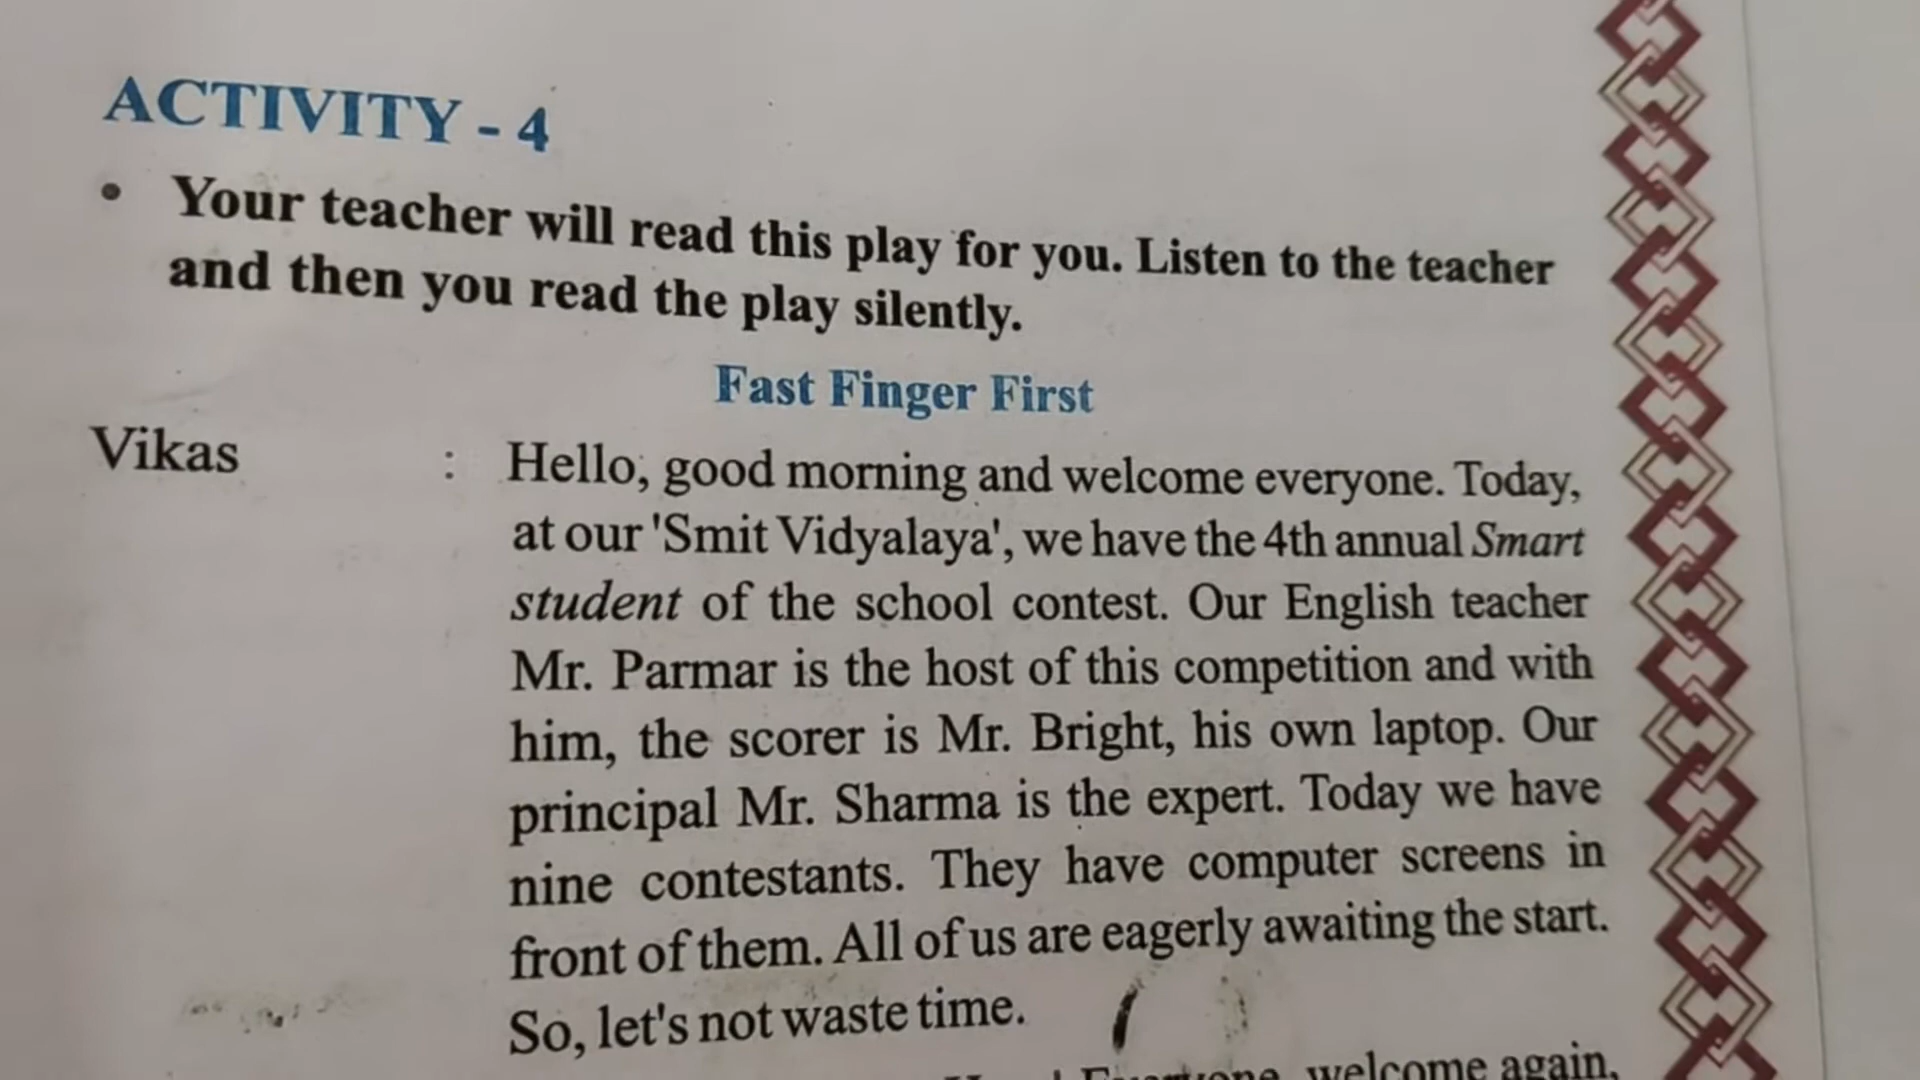 ACTIVITY - 4
• Your teacher will read this play for you. Listen to the teacher
and then you read the play silently.
Fast Finger First
Vikas : Hello, good morning and welcome everyone. Today,
at our 'Smit Vidyalaya', we have the 4th annual Smart
student of the school contest. Our English teacher
Mr. Parmar is the host of this competition and with
him, the scorer is Mr. Bright, his own laptop. Our
principal Mr. Sharma is the expert. Today we have
nine contestants. They have computer screens in
front of them. All of us are eagerly awaiting the start.
So, let's not waste time.
Everyone, welcome again,